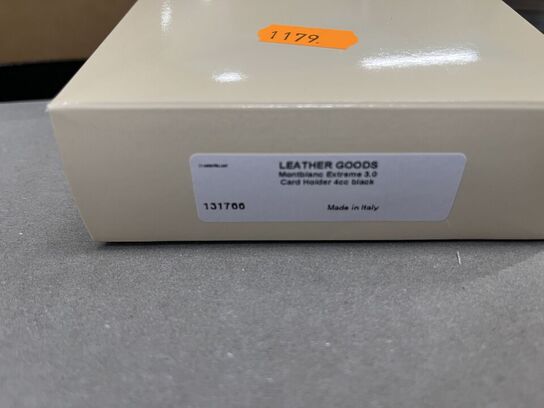 1179.
LEATHER GOODS
Montblanc Extreme 3.0
Card Holder 4cc black
131766
Made in Italy